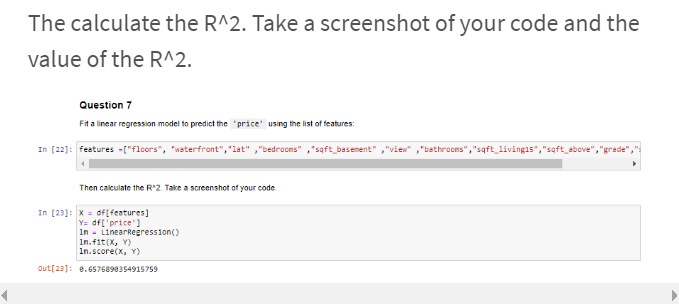 The calculate the R^2. Take a screenshot of your code and the
value of the R^2.
Question 7
Fit a linear regression model to predict the 'price' using the list of features:
In [22]: features =["floors", "waterfront","lat" ,"bedrooms" ,"sqft_basement" ,"view" ,"bathrooms","sqft_living15","sqft_above","grade","s
Then calculate the R^2. Take a screenshot of your code.
In [23]: X = df[features]
Y= df['price']
lm = LinearRegression()
lm.fit(X, Y)
lm.score(X, Y)
Out[23]: 0.6576890354915759